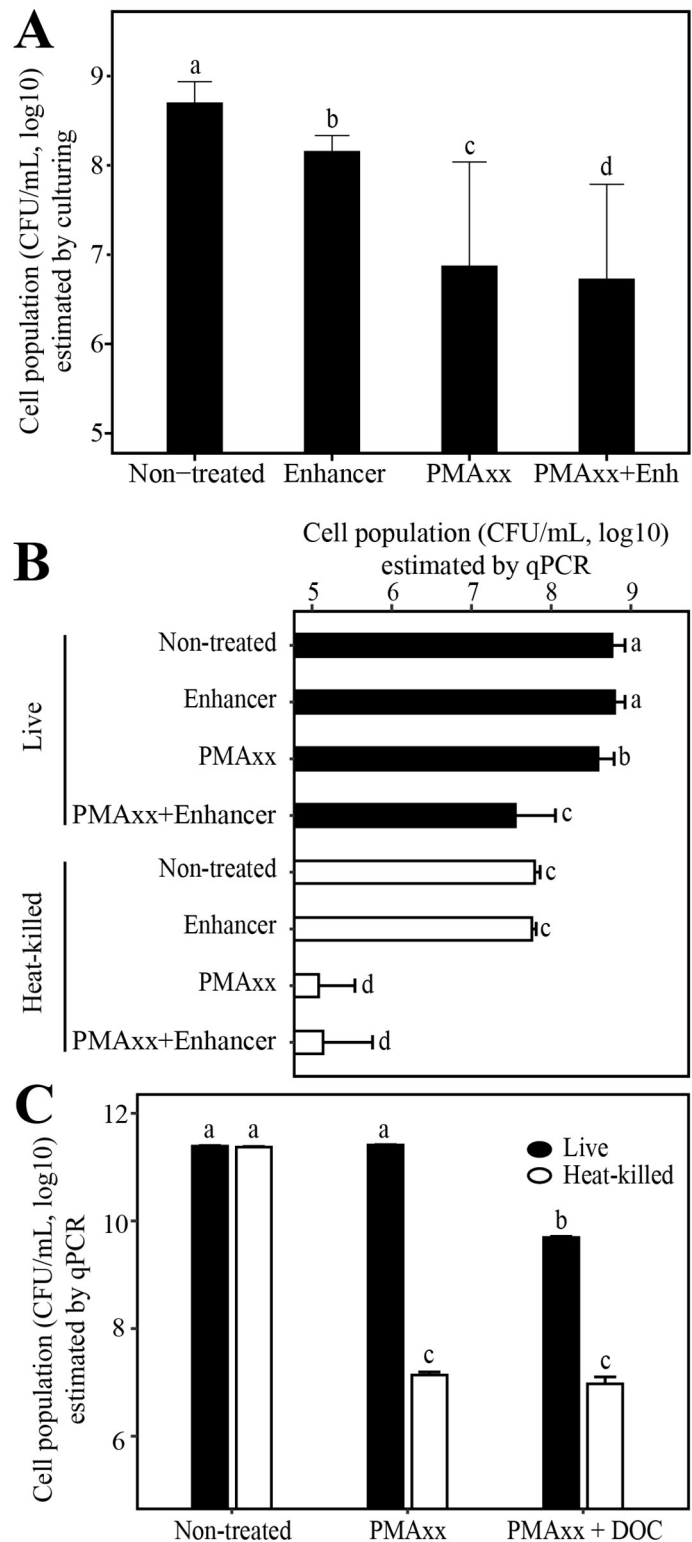 A
Cell population (CFU/mL, log10)
estimated by culturing
9
8
7
6
5
a
b
c
d
Non−treated Enhancer PMAxx PMAxx+Enh
B
Cell population (CFU/mL, log10)
estimated by qPCR
5 6 7 8 9
Live
Non-treated a
Enhancer a
PMAxx b
PMAxx+Enhancer c
Heat-killed
Non-treated c
Enhancer c
PMAxx d
PMAxx+Enhancer d
C
Cell population (CFU/mL, log10)
estimated by qPCR
12
10
8
6
a a a
b
c c
Live
Heat-killed
Non-treated PMAxx PMAxx + DOC